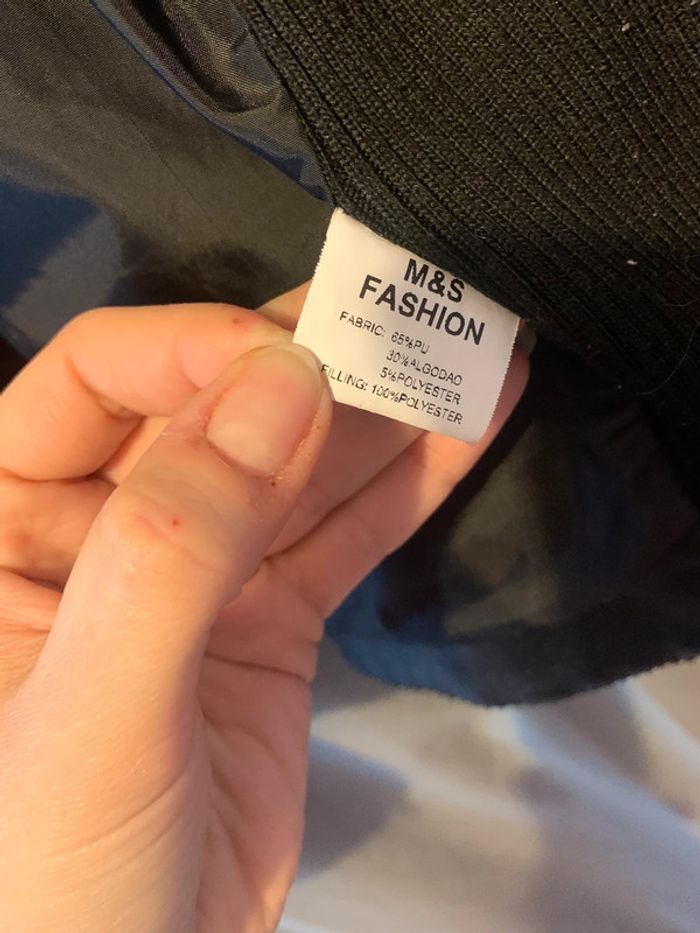 M&S
FASHION
FABRIC: 65%PU
30%ALGODAO
5%POLYESTER
FILLING: 100%POLYESTER